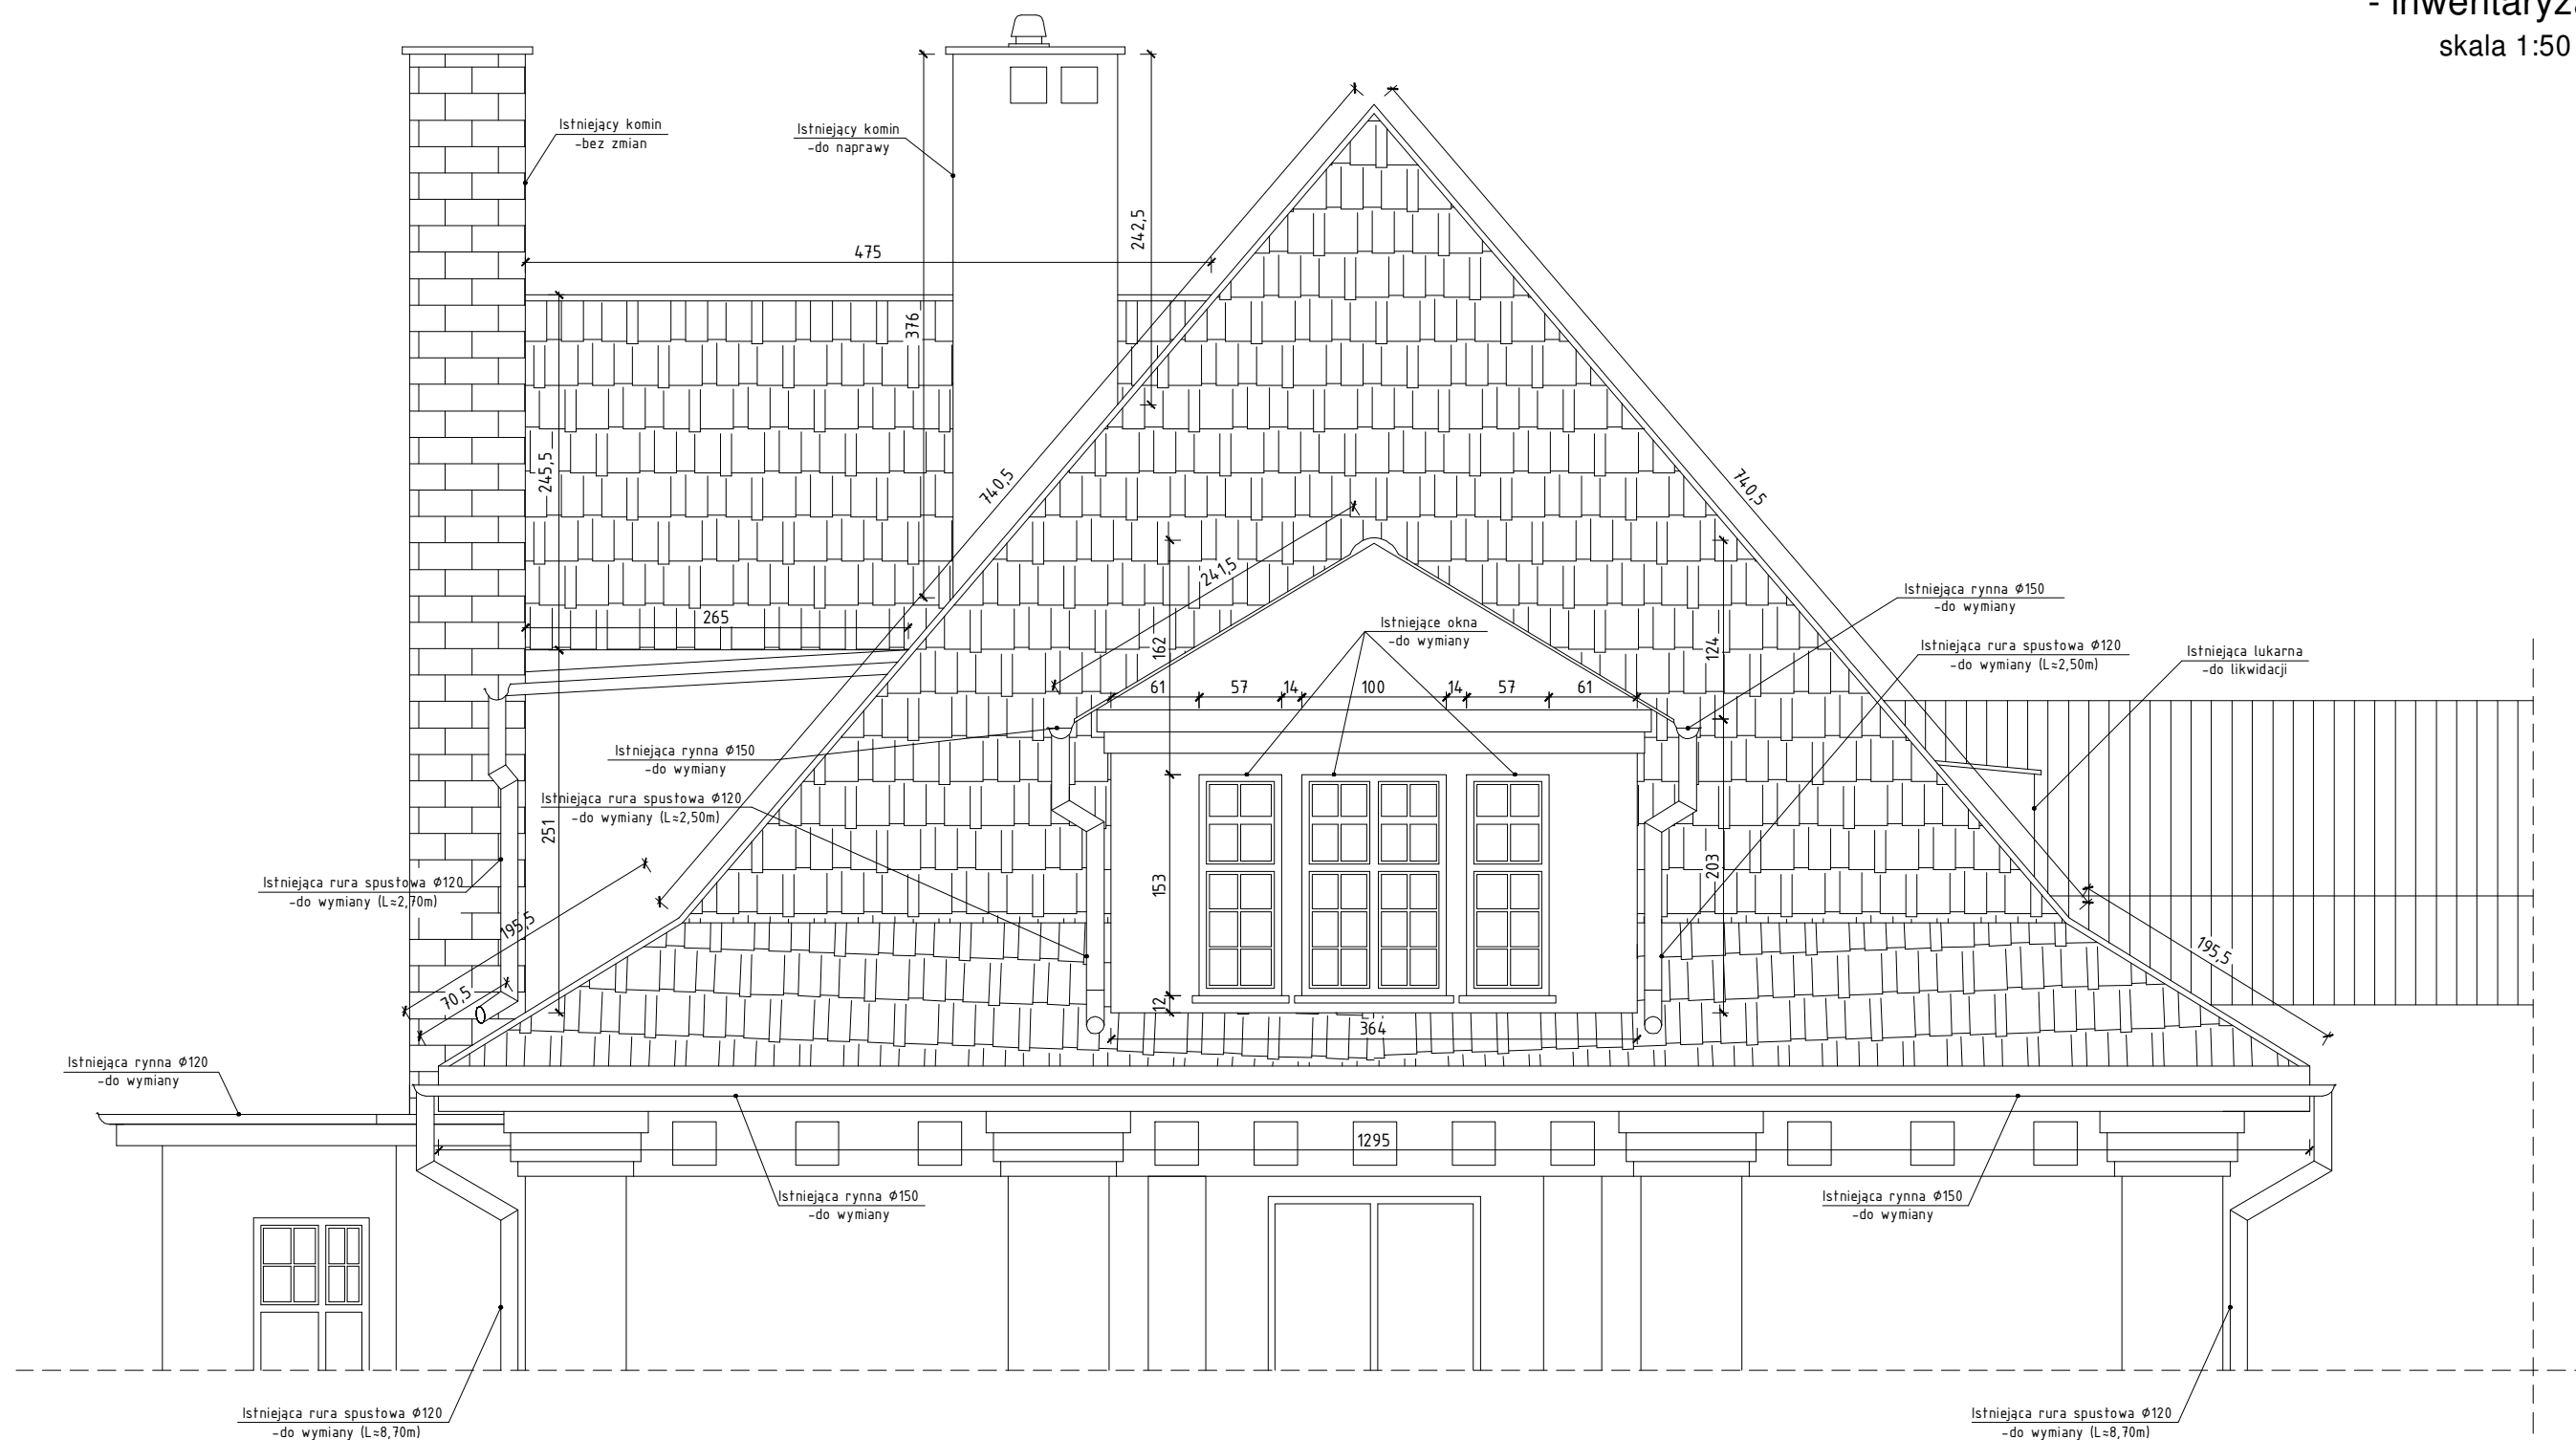 - inwentaryza
skala 1:50
Istniejący komin
-bez zmian
Istniejący komin
-do naprawy
475
376
242,5
245,5
740,5
740,5
241,5
265
162
124
Istniejące okna
-do wymiany
Istniejąca rynna Ø150
-do wymiany
Istniejąca rura spustowa Ø120
-do wymiany (L≈2,50m)
Istniejąca lukarna
-do likwidacji
61
57
14
100
14
57
61
Istniejąca rynna Ø150
-do wymiany
Istniejąca rura spustowa Ø120
-do wymiany (L≈2,50m)
251
153
203
Istniejąca rura spustowa Ø120
-do wymiany (L≈2,70m)
195,5
195,5
70,5
12
364
Istniejąca rynna Ø120
-do wymiany
1295
Istniejąca rynna Ø150
-do wymiany
Istniejąca rynna Ø150
-do wymiany
Istniejąca rura spustowa Ø120
-do wymiany (L≈8,70m)
Istniejąca rura spustowa Ø120
-do wymiany (L≈8,70m)